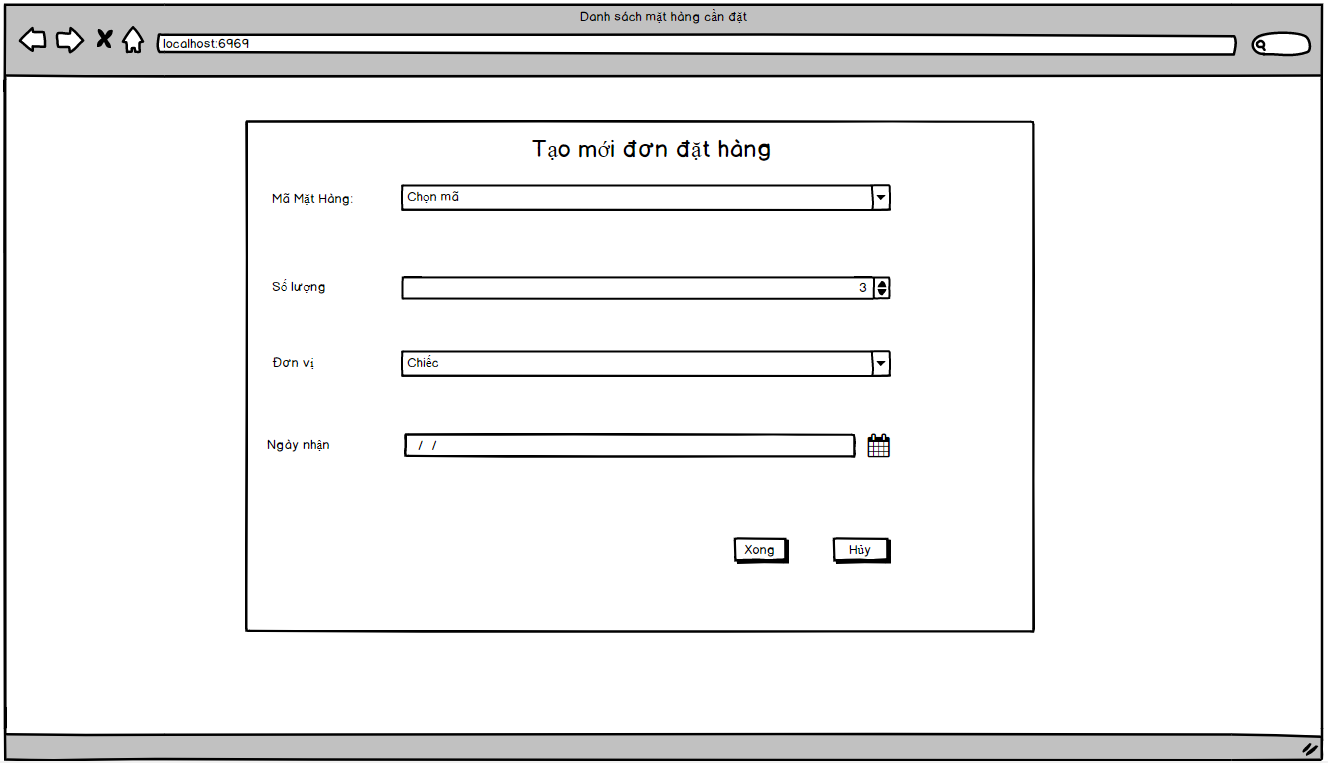 Danh sách mặt hàng cần đặt
localhost:6969
Tạo mới đơn đặt hàng
Mã Mặt Hàng:
Chọn mã
Số lượng
3
Đơn vị
Chiếc
Ngày nhận
/ /
Xong
Hủy